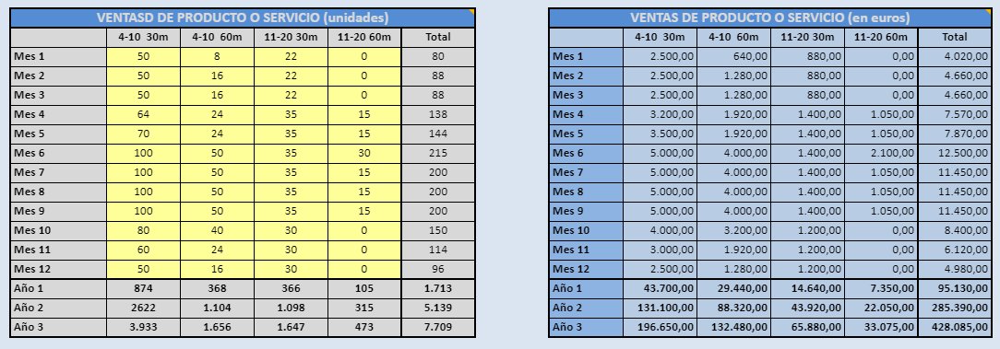 VENTASD DE PRODUCTO O SERVICIO (unidades)
4-10 30m 4-10 60m 11-20 30m 11-20 60m Total
Mes 1 50 8 22 0 80
Mes 2 50 16 22 0 88
Mes 3 50 16 22 0 88
Mes 4 64 24 35 15 138
Mes 5 70 24 35 15 144
Mes 6 100 50 35 30 215
Mes 7 100 50 35 15 200
Mes 8 100 50 35 15 200
Mes 9 100 50 35 15 200
Mes 10 80 40 30 0 150
Mes 11 60 24 30 0 114
Mes 12 50 16 30 0 96
Año 1 874 368 366 105 1.713
Año 2 2622 1.104 1.098 315 5.139
Año 3 3.933 1.656 1.647 473 7.709
VENTAS DE PRODUCTO O SERVICIO (en euros)
4-10 30m 4-10 60m 11-20 30m 11-20 60m Total
Mes 1 2.500,00 640,00 880,00 0,00 4.020,00
Mes 2 2.500,00 1.280,00 880,00 0,00 4.660,00
Mes 3 2.500,00 1.280,00 880,00 0,00 4.660,00
Mes 4 3.200,00 1.920,00 1.400,00 1.050,00 7.570,00
Mes 5 3.500,00 1.920,00 1.400,00 1.050,00 7.870,00
Mes 6 5.000,00 4.000,00 1.400,00 2.100,00 12.500,00
Mes 7 5.000,00 4.000,00 1.400,00 1.050,00 11.450,00
Mes 8 5.000,00 4.000,00 1.400,00 1.050,00 11.450,00
Mes 9 5.000,00 4.000,00 1.400,00 1.050,00 11.450,00
Mes 10 4.000,00 3.200,00 1.200,00 0,00 8.400,00
Mes 11 3.000,00 1.920,00 1.200,00 0,00 6.120,00
Mes 12 2.500,00 1.280,00 1.200,00 0,00 4.980,00
Año 1 43.700,00 29.440,00 14.640,00 7.350,00 95.130,00
Año 2 131.100,00 88.320,00 43.920,00 22.050,00 285.390,00
Año 3 196.650,00 132.480,00 65.880,00 33.075,00 428.085,00